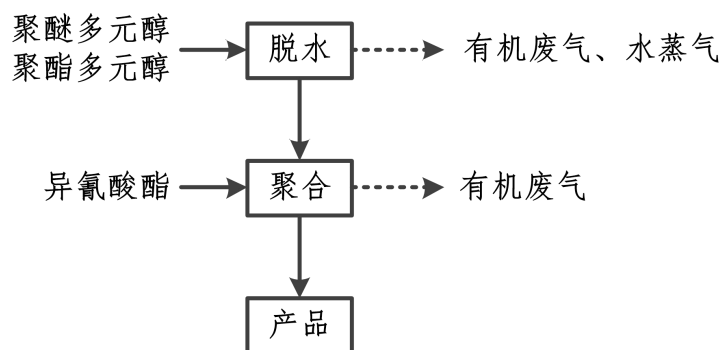 聚醚多元醇
聚酯多元醇
脱水
有机废气、水蒸气
异氰酸酯
聚合
有机废气
产品